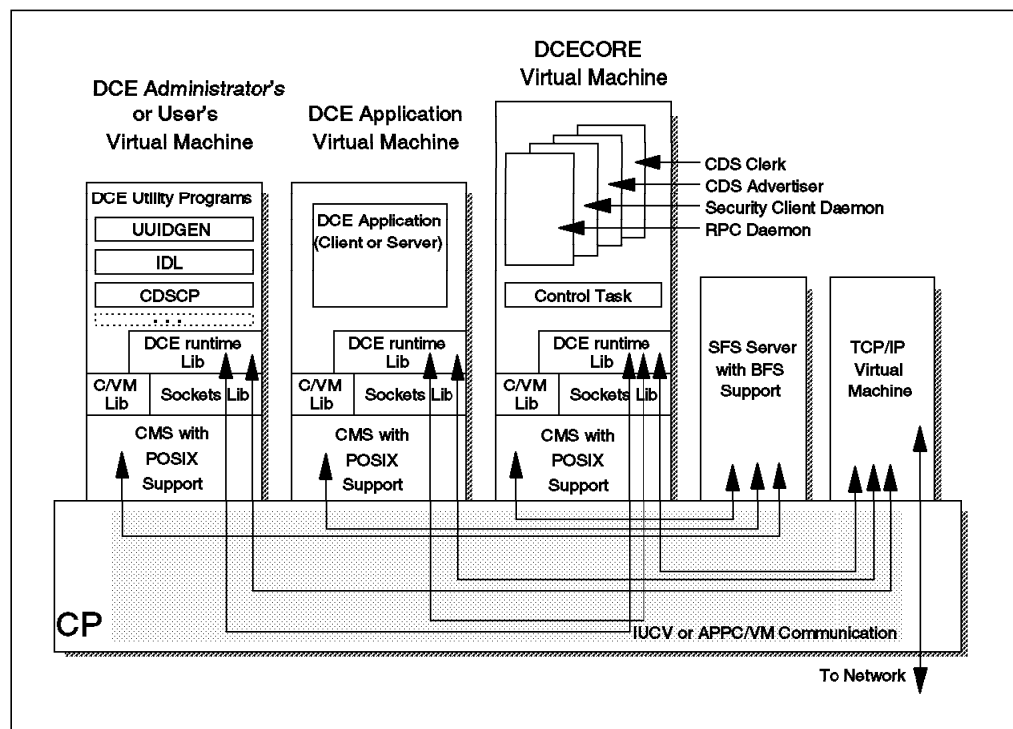 DCECORE
Virtual Machine
DCE Administrator's
or User's
Virtual Machine
DCE Application
Virtual Machine
DCE Utility Programs
UUIDGEN
IDL
CDSCP
. . .
DCE runtime
Lib
C/VM
Lib
Sockets Lib
CMS with
POSIX
Support
DCE Application
(Client or Server)
DCE runtime
Lib
C/VM
Lib
Sockets Lib
CMS with
POSIX
Support
CDS Clerk
CDS Advertiser
Security Client Daemon
RPC Daemon
Control Task
DCE runtime
Lib
C/VM
Lib
Sockets Lib
CMS with
POSIX
Support
SFS Server
with BFS
Support
TCP/IP
Virtual
Machine
CP
IUCV or APPC/VM Communication
To Network